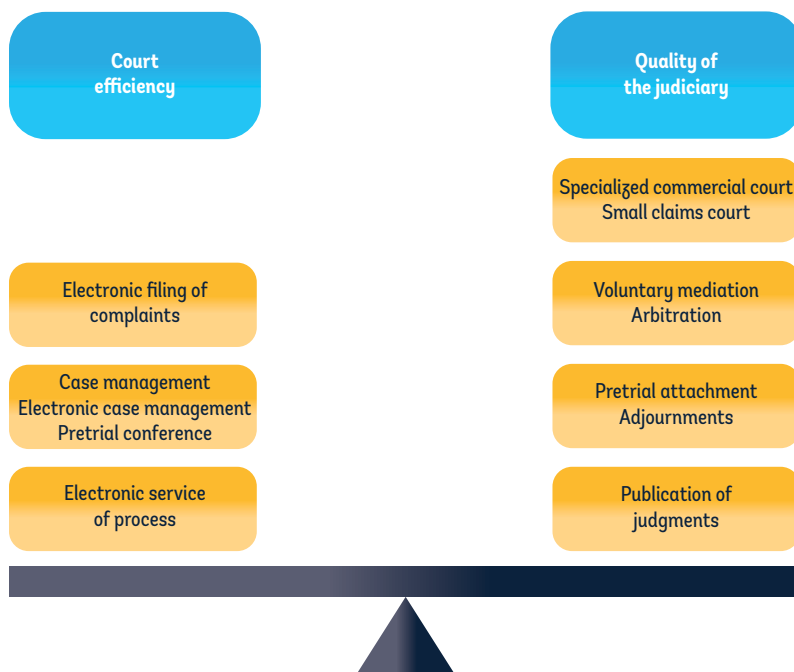 Court
efficiency
Electronic filing of
complaints
Case management
Electronic case management
Pretrial conference
Electronic service
of process
Quality of
the judiciary
Specialized commercial court
Small claims court
Voluntary mediation
Arbitration
Pretrial attachment
Adjournments
Publication of
judgments